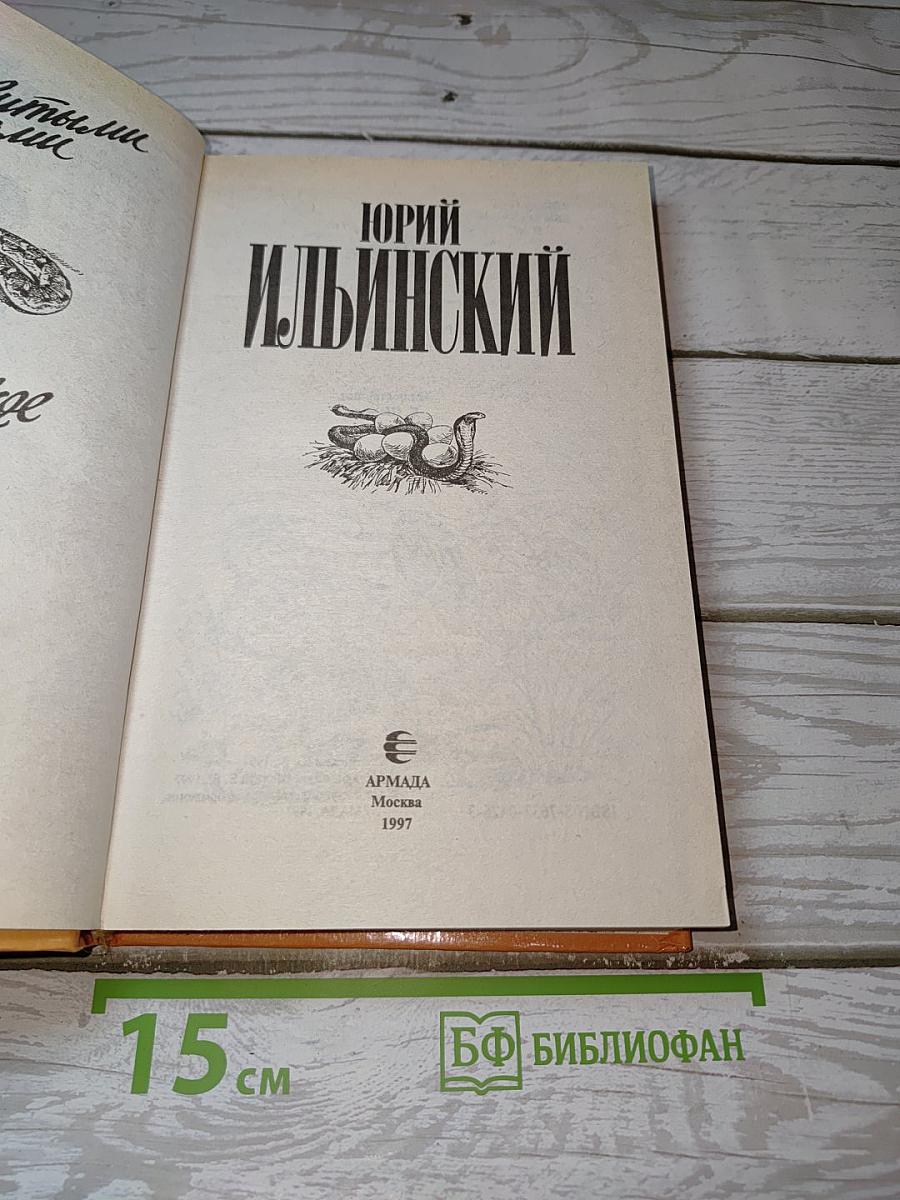 ЮРИЙ
ИЛЬИНСКИЙ
АРМАДА
Москва
1997
15 см
БФ БИБЛИОФАН